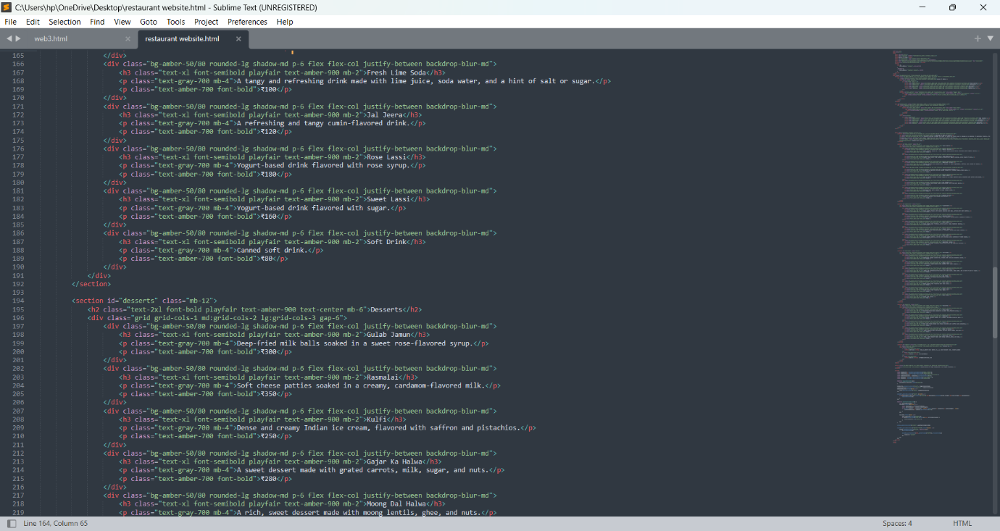 C:\Users\hp\OneDrive\Desktop\restaurant website.html - Sublime Text (UNREGISTERED)
File Edit Selection Find View Goto Tools Project Preferences Help
web3.html restaurant website.html
165 </div>
166 <div class="bg-amber-50/80 rounded-lg shadow-md p-6 flex flex-col justify-between backdrop-blur-md">
167 <h3 class="text-xl font-semibold playfair text-amber-900 mb-2">Fresh Lime Soda</h3>
168 <p class="text-gray-700 mb-4">A tangy and refreshing drink made with lime juice, soda water, and a hint of salt or sugar.</p>
169 <p class="text-amber-700 font-bold">₹100</p>
170 </div>
171 <div class="bg-amber-50/80 rounded-lg shadow-md p-6 flex flex-col justify-between backdrop-blur-md">
172 <h3 class="text-xl font-semibold playfair text-amber-900 mb-2">Jal Jeera</h3>
173 <p class="text-gray-700 mb-4">A refreshing and tangy cumin-flavored drink.</p>
174 <p class="text-amber-700 font-bold">₹120</p>
175 </div>
176 <div class="bg-amber-50/80 rounded-lg shadow-md p-6 flex flex-col justify-between backdrop-blur-md">
177 <h3 class="text-xl font-semibold playfair text-amber-900 mb-2">Rose Lassi</h3>
178 <p class="text-gray-700 mb-4">Yogurt-based drink flavored with rose syrup.</p>
179 <p class="text-amber-700 font-bold">₹180</p>
180 </div>
181 <div class="bg-amber-50/80 rounded-lg shadow-md p-6 flex flex-col justify-between backdrop-blur-md">
182 <h3 class="text-xl font-semibold playfair text-amber-900 mb-2">Sweet Lassi</h3>
183 <p class="text-gray-700 mb-4">Yogurt-based drink flavored with sugar.</p>
184 <p class="text-amber-700 font-bold">₹160</p>
185 </div>
186 <div class="bg-amber-50/80 rounded-lg shadow-md p-6 flex flex-col justify-between backdrop-blur-md">
187 <h3 class="text-xl font-semibold playfair text-amber-900 mb-2">Soft Drink</h3>
188 <p class="text-gray-700 mb-4">Canned soft drink.</p>
189 <p class="text-amber-700 font-bold">₹80</p>
190 </div>
191 </div>
192 </section>
193
194 <section id="desserts" class="mb-12">
195 <h2 class="text-2xl font-bold playfair text-amber-900 text-center mb-6">Desserts</h2>
196 <div class="grid grid-cols-1 md:grid-cols-2 lg:grid-cols-3 gap-6">
197 <div class="bg-amber-50/80 rounded-lg shadow-md p-6 flex flex-col justify-between backdrop-blur-md">
198 <h3 class="text-xl font-semibold playfair text-amber-900 mb-2">Gulab Jamun</h3>
199 <p class="text-gray-700 mb-4">Deep-fried milk balls soaked in a sweet rose-flavored syrup.</p>
200 <p class="text-amber-700 font-bold">₹300</p>
201 </div>
202 <div class="bg-amber-50/80 rounded-lg shadow-md p-6 flex flex-col justify-between backdrop-blur-md">
203 <h3 class="text-xl font-semibold playfair text-amber-900 mb-2">Rasmalai</h3>
204 <p class="text-gray-700 mb-4">Soft cheese patties soaked in a creamy, cardamom-flavored milk.</p>
205 <p class="text-amber-700 font-bold">₹350</p>
206 </div>
207 <div class="bg-amber-50/80 rounded-lg shadow-md p-6 flex flex-col justify-between backdrop-blur-md">
208 <h3 class="text-xl font-semibold playfair text-amber-900 mb-2">Kulfi</h3>
209 <p class="text-gray-700 mb-4">Dense and creamy Indian ice cream, flavored with saffron and pistachios.</p>
210 <p class="text-amber-700 font-bold">₹250</p>
211 </div>
212 <div class="bg-amber-50/80 rounded-lg shadow-md p-6 flex flex-col justify-between backdrop-blur-md">
213 <h3 class="text-xl font-semibold playfair text-amber-900 mb-2">Gajar Ka Halwa</h3>
214 <p class="text-gray-700 mb-4">A sweet dessert made with grated carrots, milk, sugar, and nuts.</p>
215 <p class="text-amber-700 font-bold">₹280</p>
216 </div>
217 <div class="bg-amber-50/80 rounded-lg shadow-md p-6 flex flex-col justify-between backdrop-blur-md">
218 <h3 class="text-xl font-semibold playfair text-amber-900 mb-2">Moong Dal Halwa</h3>
219 <p class="text-gray-700 mb-4">A rich, sweet dessert made with moong lentils, ghee, and nuts.</p>
Line 164, Column 65 Spaces: 4 HTML